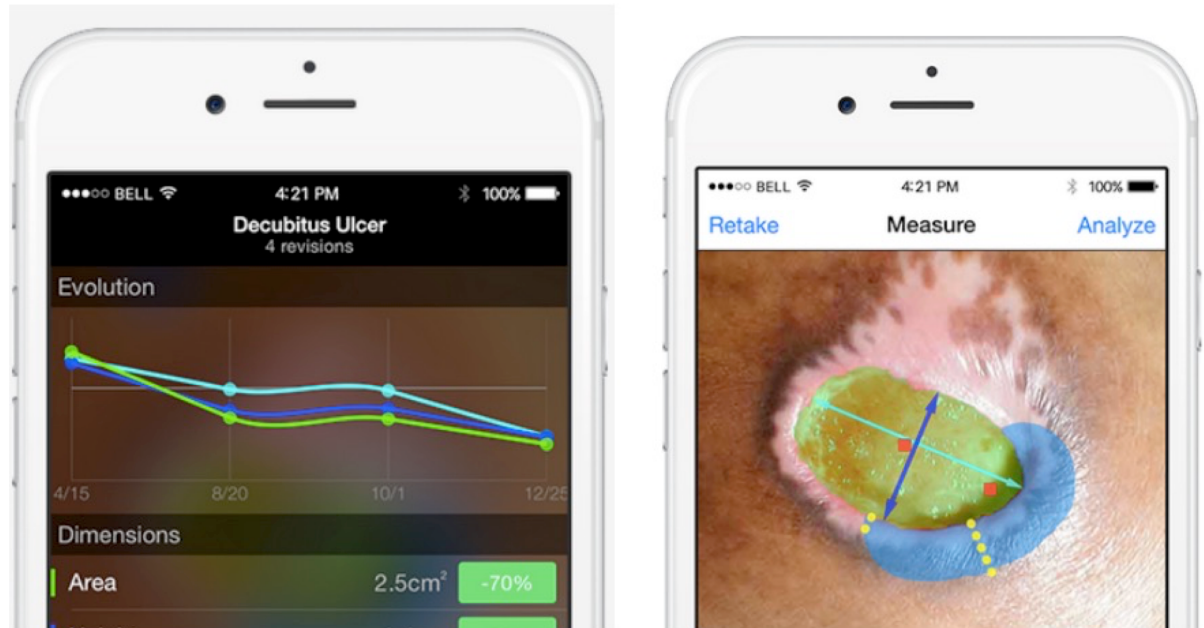 BELL 4:21 PM 100%
Decubitus Ulcer
4 revisions
Evolution
4/15 8/20 10/1 12/25
Dimensions
Area 2.5cm² -70%
BELL 4:21 PM 100%
Retake Measure Analyze